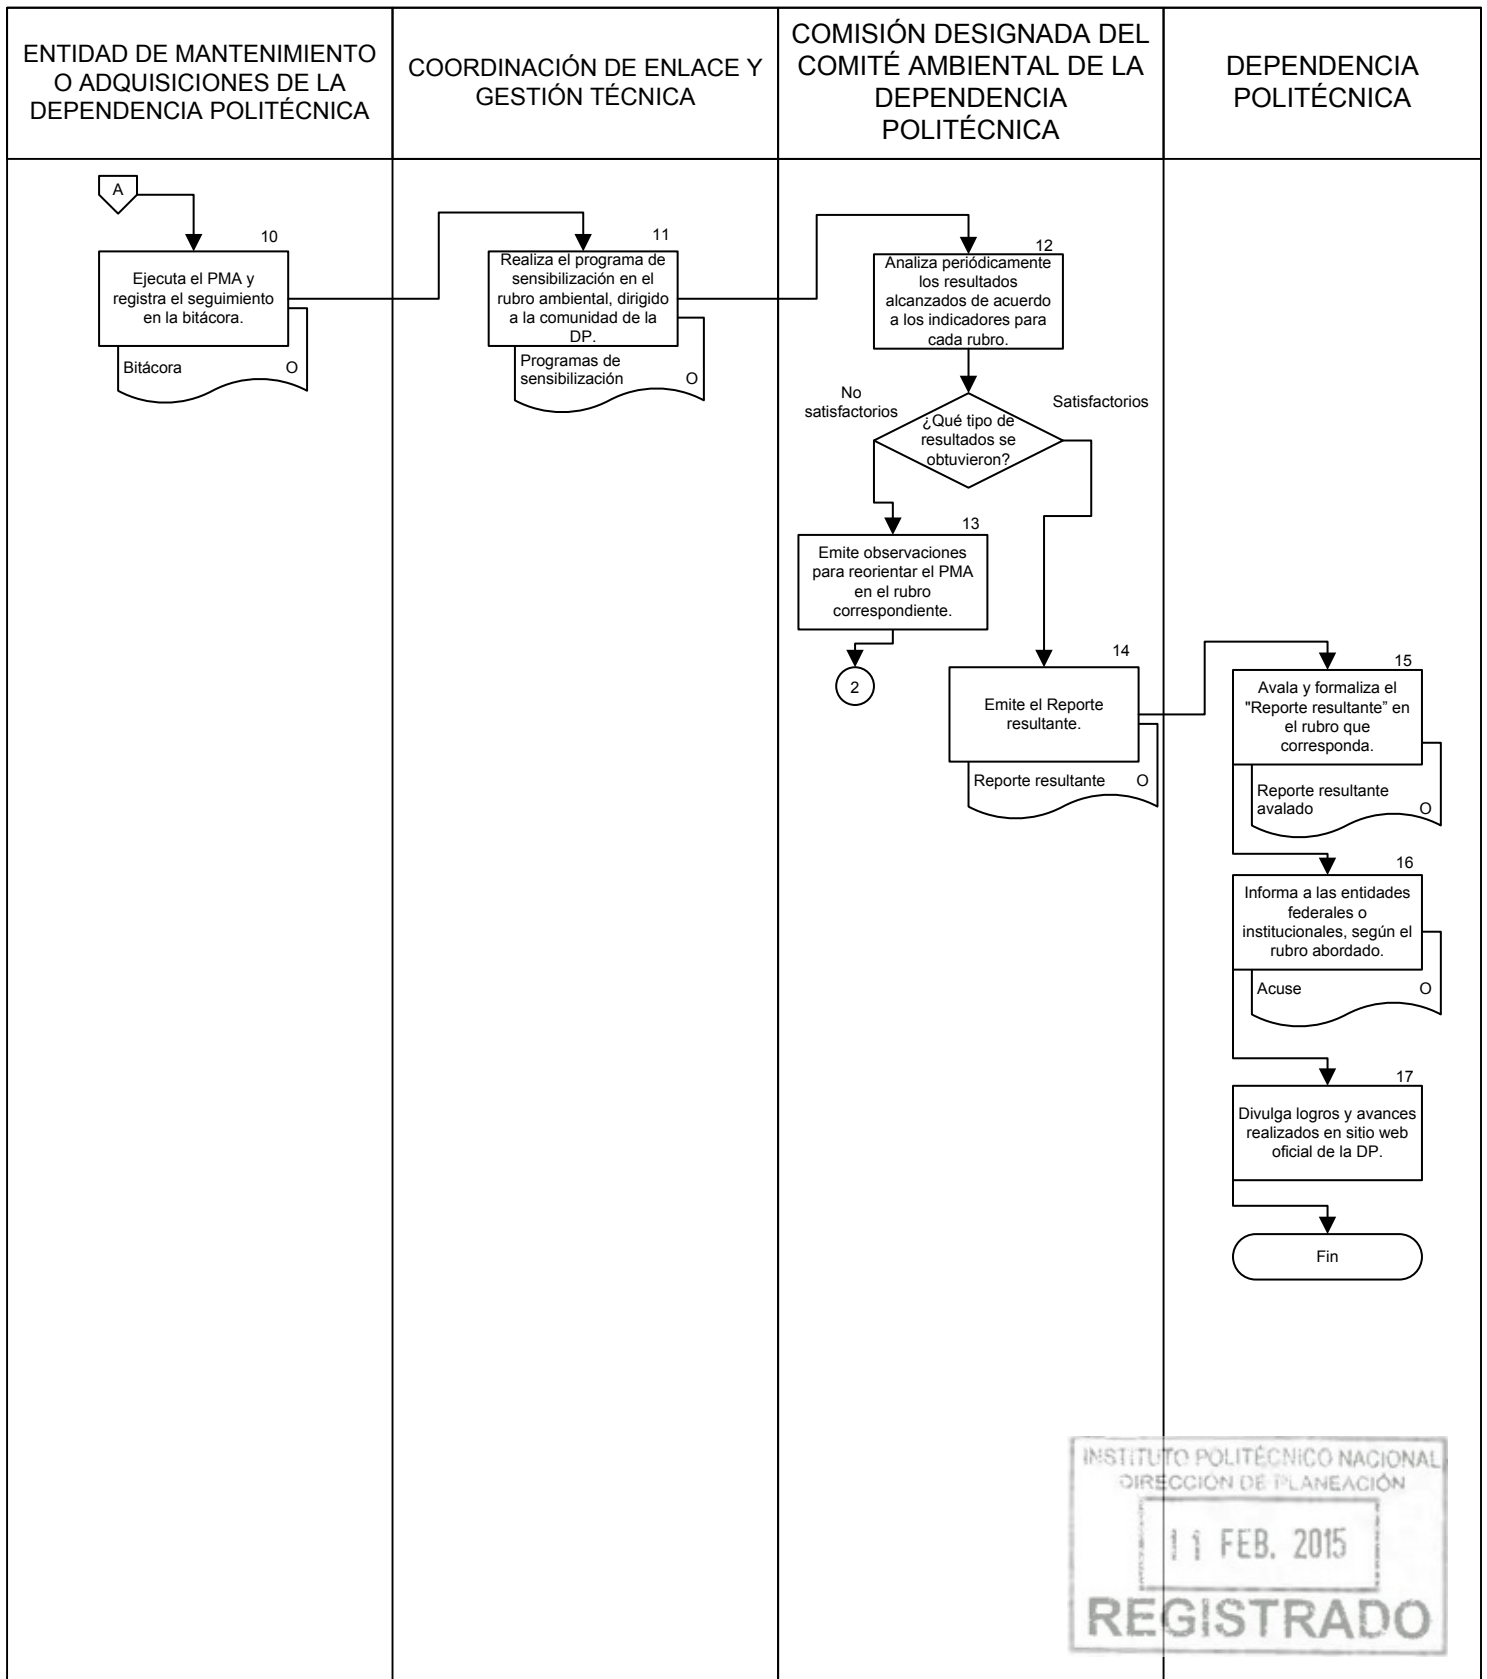 ENTIDAD DE MANTENIMIENTO
O ADQUISICIONES DE LA
DEPENDENCIA POLITÉCNICA
COORDINACIÓN DE ENLACE Y
GESTIÓN TÉCNICA
COMISIÓN DESIGNADA DEL
COMITÉ AMBIENTAL DE LA
DEPENDENCIA
POLITÉCNICA
DEPENDENCIA
POLITÉCNICA
A
10
Ejecuta el PMA y
registra el seguimiento
en la bitácora.
Bitácora O
11
Realiza el programa de
sensibilización en el
rubro ambiental, dirigido
a la comunidad de la
DP.
Programas de
sensibilización O
12
Analiza periódicamente
los resultados
alcanzados de acuerdo
a los indicadores para
cada rubro.
No
satisfactorios
Satisfactorios
¿Qué tipo de
resultados se
obtuvieron?
13
Emite observaciones
para reorientar el PMA
en el rubro
correspondiente.
2
14
Emite el Reporte
resultante.
Reporte resultante O
15
Avala y formaliza el
"Reporte resultante” en
el rubro que
corresponda.
Reporte resultante
avalado O
16
Informa a las entidades
federales o
institucionales, según el
rubro abordado.
Acuse O
17
Divulga logros y avances
realizados en sitio web
oficial de la DP.
Fin
INSTITUTO POLITÉCNICO NACIONAL
DIRECCIÓN DE PLANEACIÓN
11 FEB. 2015
REGISTRADO